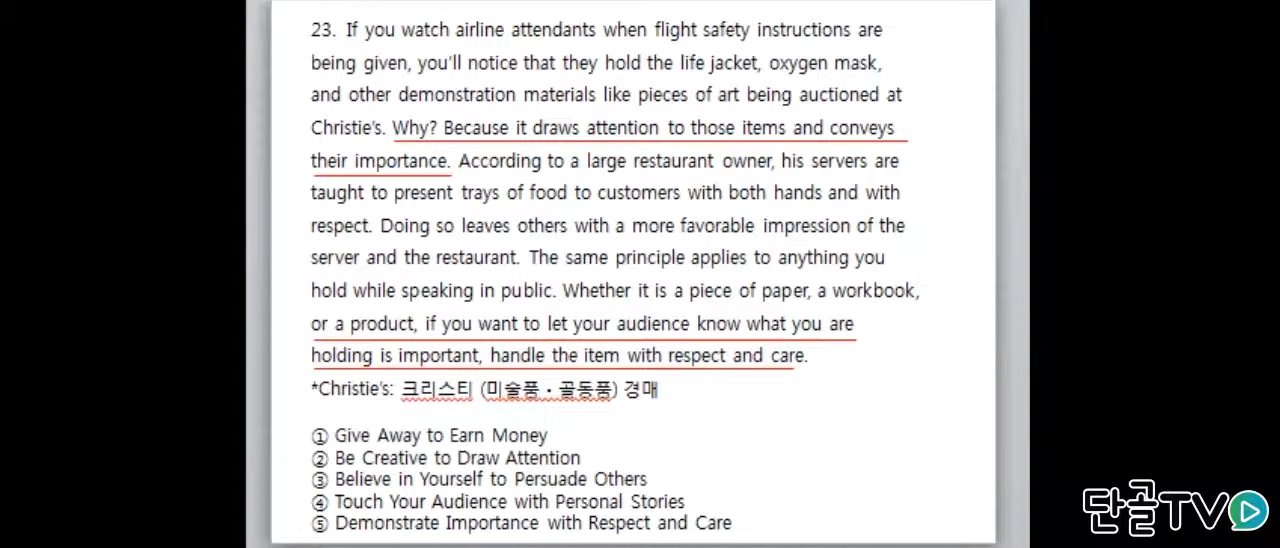 23. If you watch airline attendants when flight safety instructions are
being given, you'll notice that they hold the life jacket, oxygen mask,
and other demonstration materials like pieces of art being auctioned at
Christie's. Why? Because it draws attention to those items and conveys
their importance. According to a large restaurant owner, his servers are
taught to present trays of food to customers with both hands and with
respect. Doing so leaves others with a more favorable impression of the
server and the restaurant. The same principle applies to anything you
hold while speaking in public. Whether it is a piece of paper, a workbook,
or a product, if you want to let your audience know what you are
holding is important, handle the item with respect and care.
*Christie's: 크리스티 (미술품·골동품) 경매
① Give Away to Earn Money
② Be Creative to Draw Attention
③ Believe in Yourself to Persuade Others
④ Touch Your Audience with Personal Stories
⑤ Demonstrate Importance with Respect and Care
단골TV